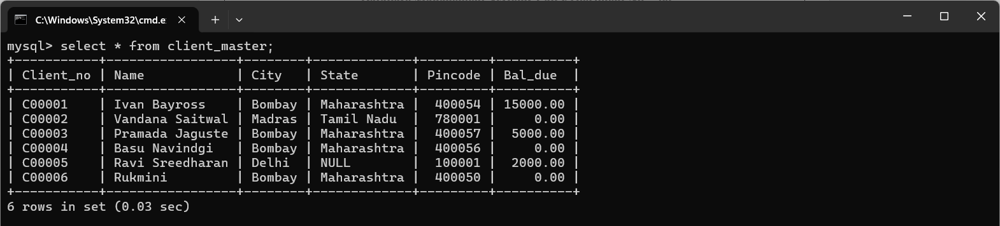 C:\Windows\System32\cmd.e
mysql> select * from client_master;
+-----------+-----------------+--------+-------------+---------+----------+
| Client_no | Name            | City   | State       | Pincode | Bal_due  |
+-----------+-----------------+--------+-------------+---------+----------+
| C00001    | Ivan Bayross    | Bombay | Maharashtra |  400054 | 15000.00 |
| C00002    | Vandana Saitwal | Madras | Tamil Nadu  |  780001 |     0.00 |
| C00003    | Pramada Jaguste | Bombay | Maharashtra |  400057 |  5000.00 |
| C00004    | Basu Navindgi   | Bombay | Maharashtra |  400056 |     0.00 |
| C00005    | Ravi Sreedharan | Delhi  | NULL        |  100001 |  2000.00 |
| C00006    | Rukmini         | Bombay | Maharashtra |  400050 |     0.00 |
+-----------+-----------------+--------+-------------+---------+----------+
6 rows in set (0.03 sec)